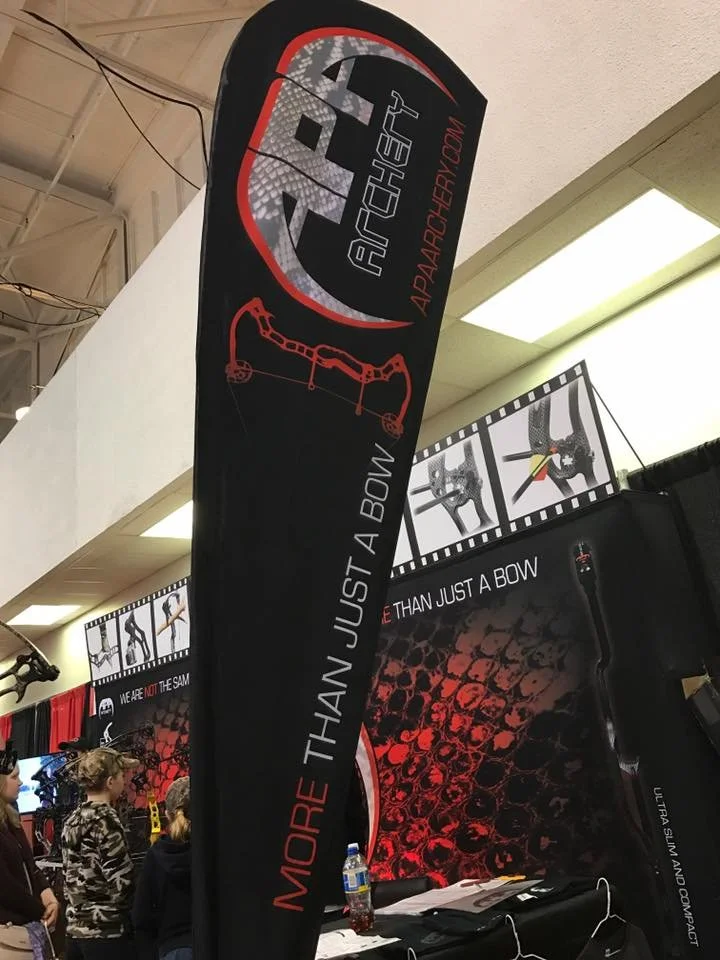 APA
ARCHERY
APAARCHERY.COM
MORE THAN JUST A BOW
THAN JUST A BOW
WE ARE NOT THE SAM
ULTRA SLIM AND COMPACT